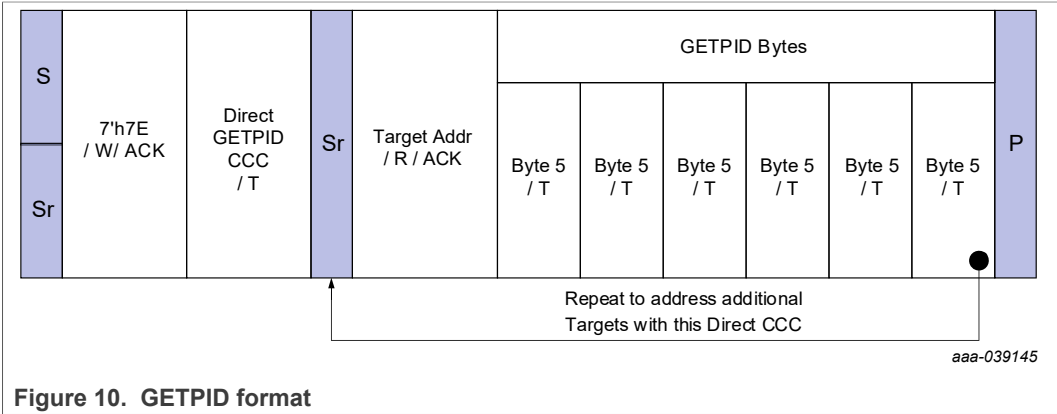 S
Sr
7'h7E
/ W/ ACK
Direct
GETPID
CCC
/ T
Sr
Target Addr
/ R / ACK
GETPID Bytes
Byte 5
/ T
Byte 5
/ T
Byte 5
/ T
Byte 5
/ T
Byte 5
/ T
Byte 5
/ T
P
Repeat to address additional
Targets with this Direct CCC
aaa-039145
Figure 10. GETPID format